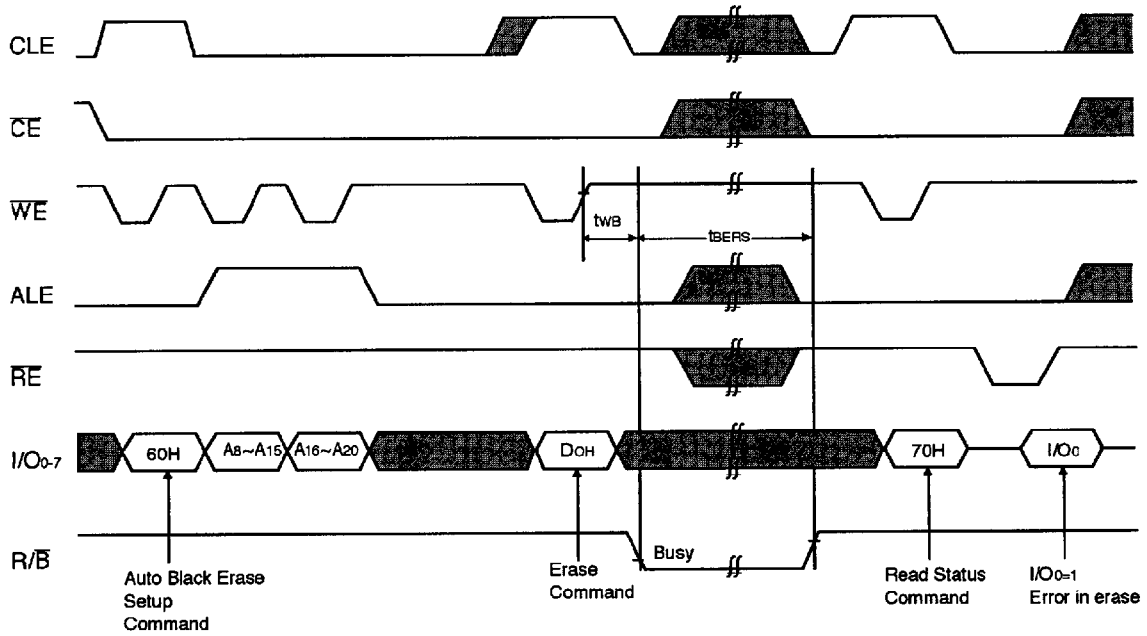 CLE
CE
WE
tWB
tBERS
ALE
RE
I/O0-7
60H
A8~A15
A16~A20
DOH
70H
I/O0
R/B
Busy
Auto Black Erase
Setup
Command
Erase
Command
Read Status
Command
I/O0=1
Error in erase